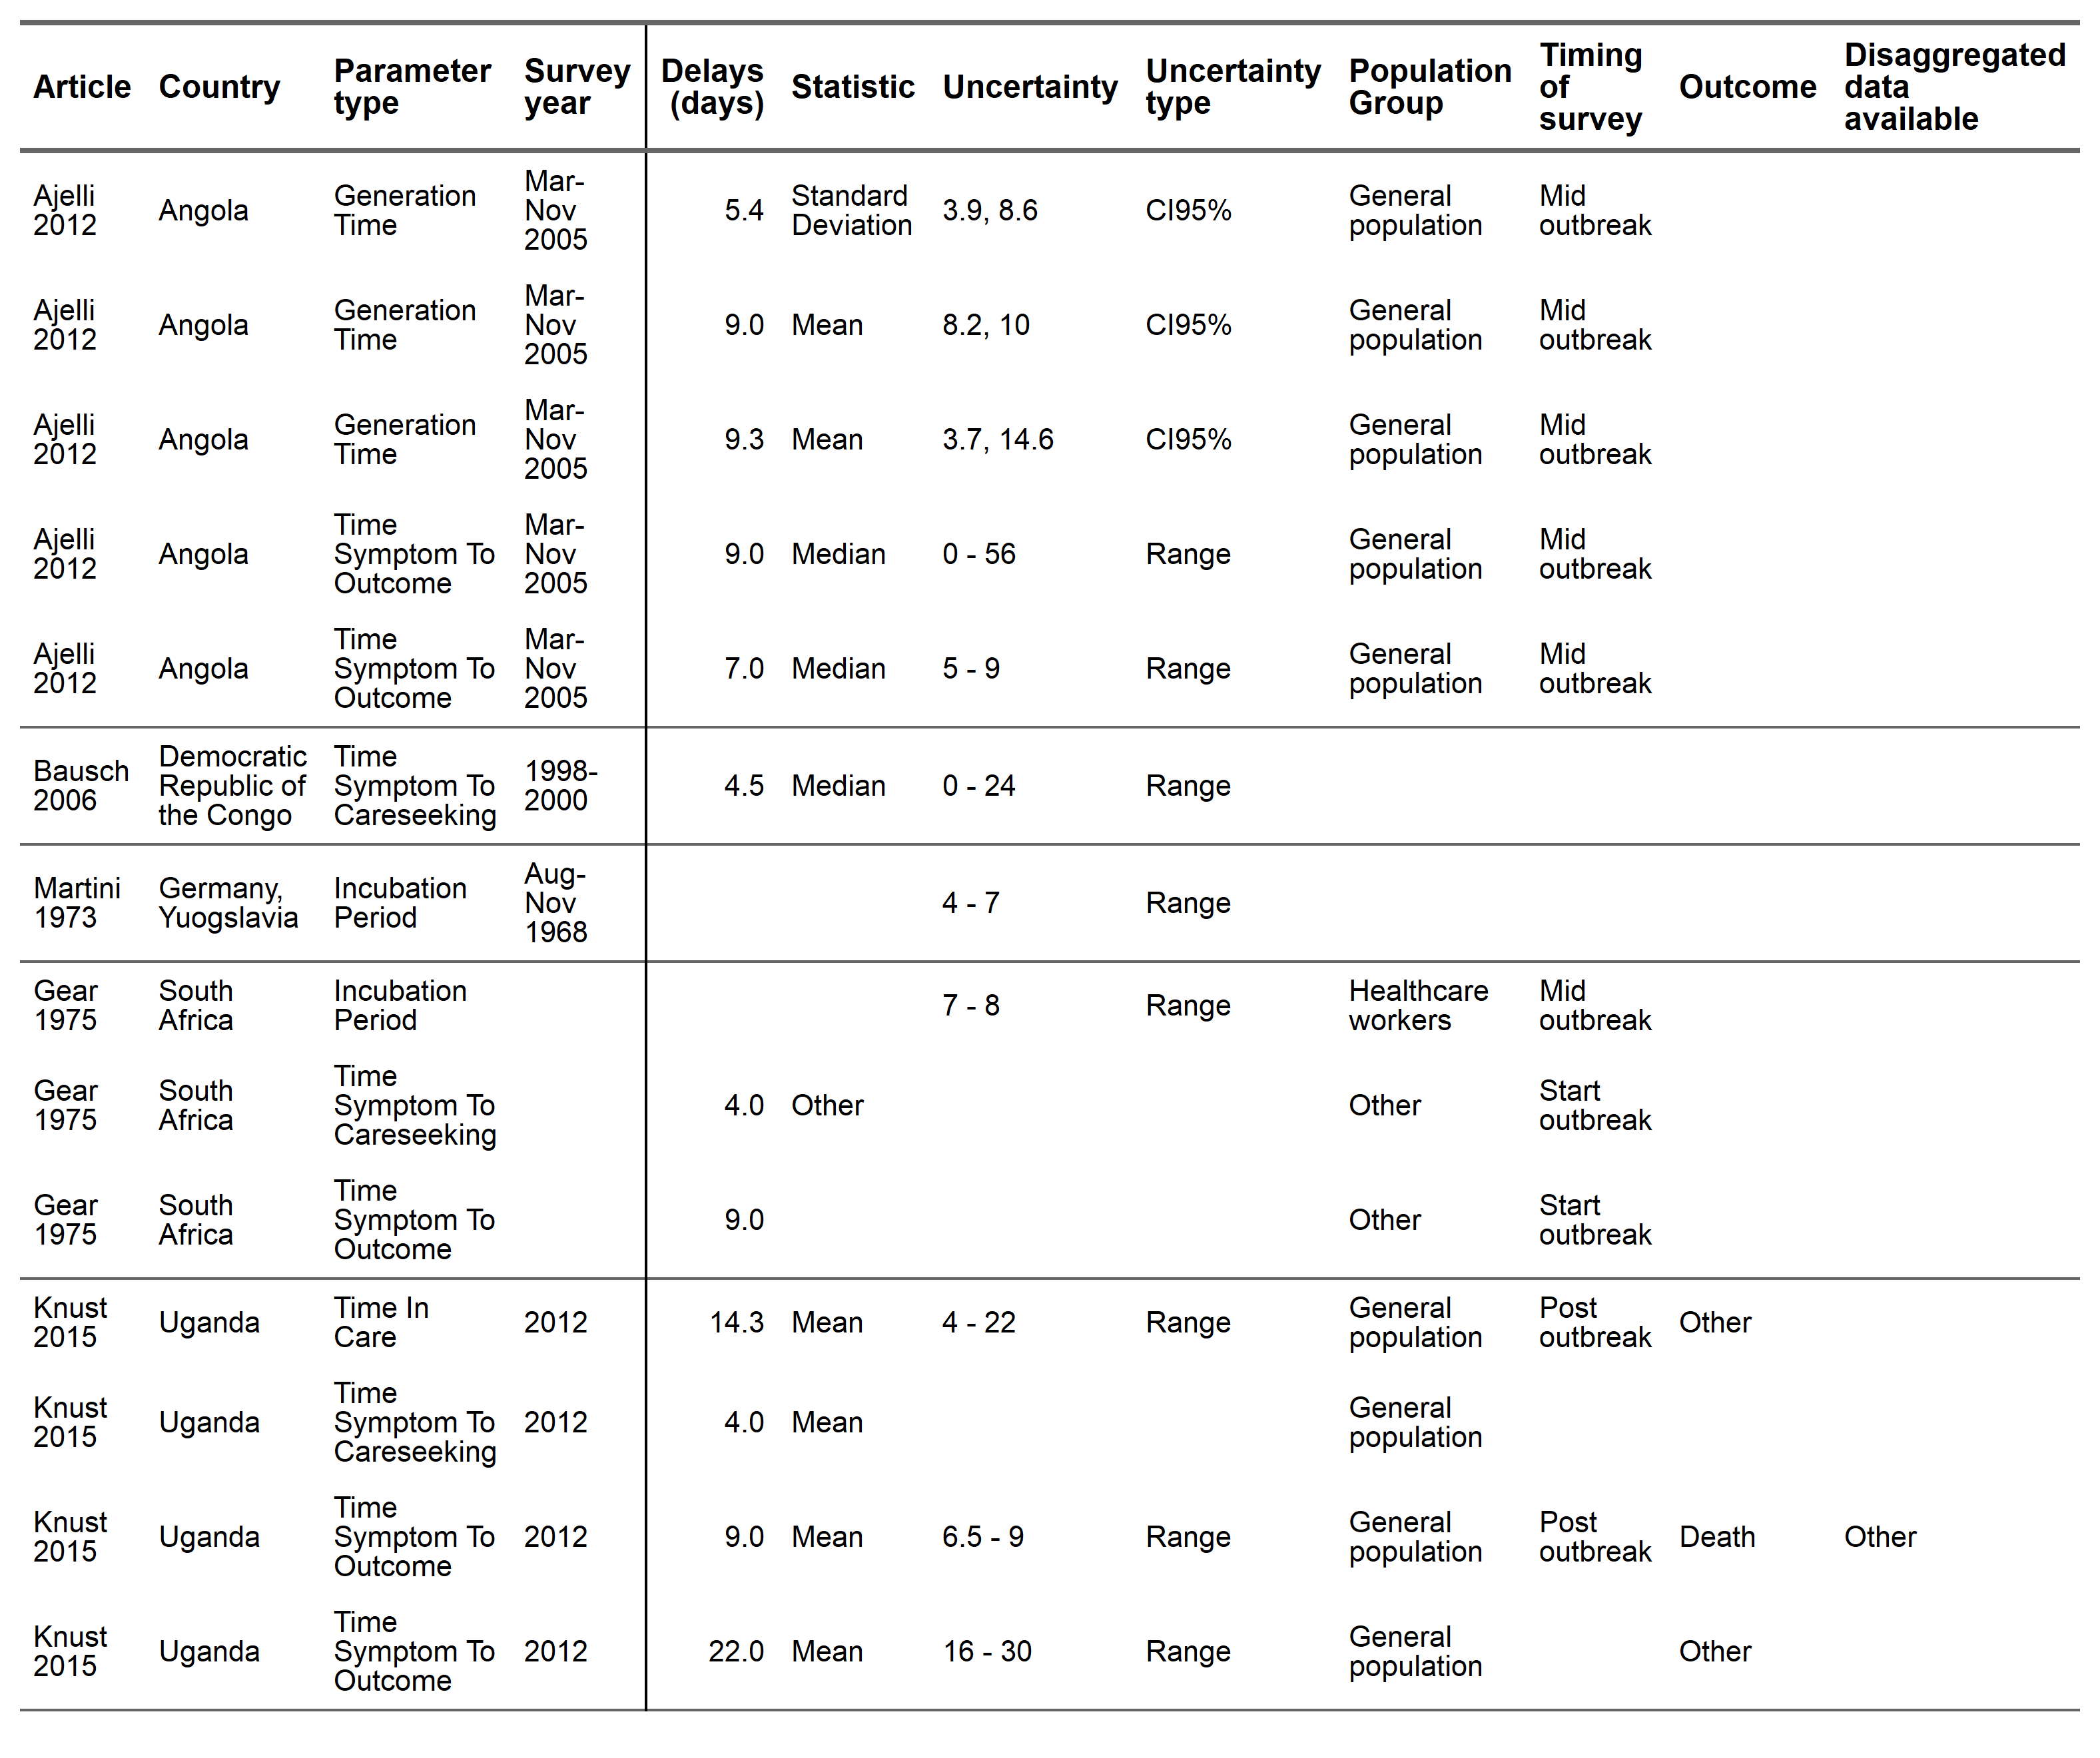 Article Country Parameter type Survey year Delays (days) Statistic Uncertainty Uncertainty type Population Group Timing of survey Outcome Disaggregated data available
Ajelli 2012 Angola Generation Time Mar-Nov 2005 5.4 Standard Deviation 3.9, 8.6 CI95% General population Mid outbreak
Ajelli 2012 Angola Generation Time Mar-Nov 2005 9.0 Mean 8.2, 10 CI95% General population Mid outbreak
Ajelli 2012 Angola Generation Time Mar-Nov 2005 9.3 Mean 3.7, 14.6 CI95% General population Mid outbreak
Ajelli 2012 Angola Time Symptom To Outcome Mar-Nov 2005 9.0 Median 0 - 56 Range General population Mid outbreak
Ajelli 2012 Angola Time Symptom To Outcome Mar-Nov 2005 7.0 Median 5 - 9 Range General population Mid outbreak
Bausch 2006 Democratic Republic of the Congo Time Symptom To Careseeking 1998-2000 4.5 Median 0 - 24 Range
Martini 1973 Germany, Yuogslavia Incubation Period Aug-Nov 1968 4 - 7 Range
Gear 1975 South Africa Incubation Period 7 - 8 Range Healthcare workers Mid outbreak
Gear 1975 South Africa Time Symptom To Careseeking 4.0 Other Other Start outbreak
Gear 1975 South Africa Time Symptom To Outcome 9.0 Other Start outbreak
Knust 2015 Uganda Time In Care 2012 14.3 Mean 4 - 22 Range General population Post outbreak Other
Knust 2015 Uganda Time Symptom To Careseeking 2012 4.0 Mean General population
Knust 2015 Uganda Time Symptom To Outcome 2012 9.0 Mean 6.5 - 9 Range General population Post outbreak Death Other
Knust 2015 Uganda Time Symptom To Outcome 2012 22.0 Mean 16 - 30 Range General population Other